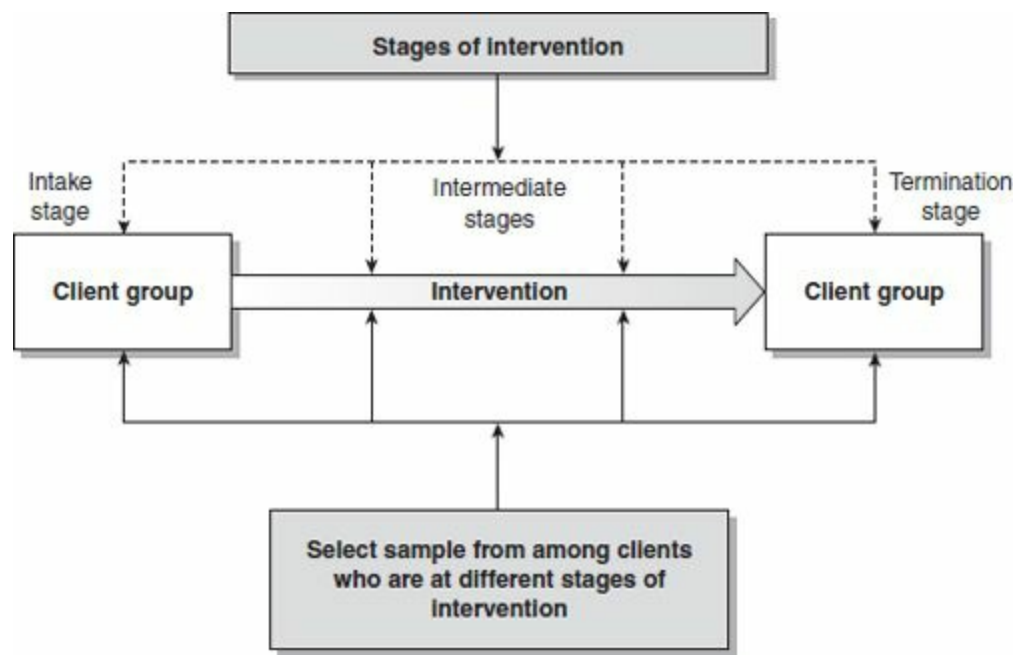 Stages of intervention
Intake
stage
Intermediate
stages
Termination
stage
Client group
Intervention
Client group
Select sample from among clients
who are at different stages of
intervention